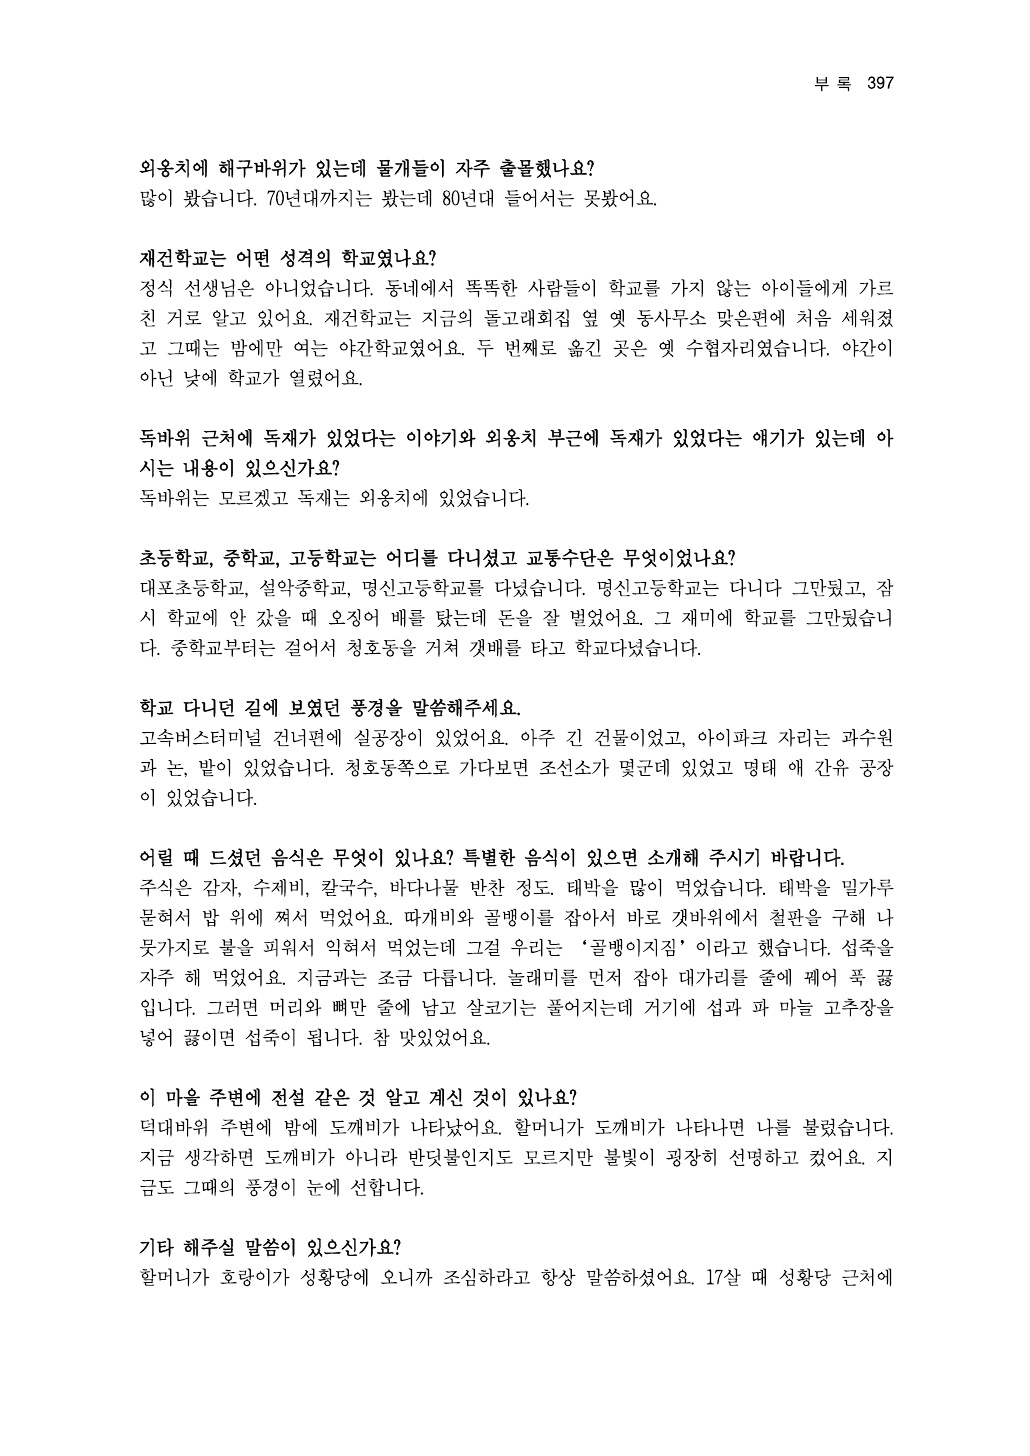 부 록 397
외옹치에 해구바위가 있는데 물개들이 자주 출몰했나요?
많이 봤습니다. 70년대까지는 봤는데 80년대 들어서는 못봤어요.
재건학교는 어떤 성격의 학교였나요?
정식 선생님은 아니었습니다. 동네에서 똑똑한 사람들이 학교를 가지 않는 아이들에게 가르
친 거로 알고 있어요. 재건학교는 지금의 돌고래회집 옆 옛 동사무소 맞은편에 처음 세워졌
고 그때는 밤에만 여는 야간학교였어요. 두 번째로 옮긴 곳은 옛 수협자리였습니다. 야간이
아닌 낮에 학교가 열렸어요.
독바위 근처에 독재가 있었다는 이야기와 외옹치 부근에 독재가 있었다는 얘기가 있는데 아
시는 내용이 있으신가요?
독바위는 모르겠고 독재는 외옹치에 있었습니다.
초등학교, 중학교, 고등학교는 어디를 다니셨고 교통수단은 무엇이었나요?
대포초등학교, 설악중학교, 명신고등학교를 다녔습니다. 명신고등학교는 다니다 그만뒀고, 잠
시 학교에 안 갔을 때 오징어 배를 탔는데 돈을 잘 벌었어요. 그 재미에 학교를 그만뒀습니
다. 중학교부터는 걸어서 청호동을 거쳐 갯배를 타고 학교다녔습니다.
학교 다니던 길에 보였던 풍경을 말씀해주세요.
고속버스터미널 건너편에 실공장이 있었어요. 아주 긴 건물이었고, 아이파크 자리는 과수원
과 논, 밭이 있었습니다. 청호동쪽으로 가다보면 조선소가 몇군데 있었고 명태 애 간유 공장
이 있었습니다.
어릴 때 드셨던 음식은 무엇이 있나요? 특별한 음식이 있으면 소개해 주시기 바랍니다.
주식은 감자, 수제비, 칼국수, 바다나물 반찬 정도. 태박을 많이 먹었습니다. 태박을 밀가루
묻혀서 밥 위에 쪄서 먹었어요. 따개비와 골뱅이를 잡아서 바로 갯바위에서 철판을 구해 나
뭇가지로 불을 피워서 익혀서 먹었는데 그걸 우리는 ‘골뱅이지짐’이라고 했습니다. 섭죽을
자주 해 먹었어요. 지금과는 조금 다릅니다. 놀래미를 먼저 잡아 대가리를 줄에 꿰어 푹 끓
입니다. 그러면 머리와 뼈만 줄에 남고 살코기는 풀어지는데 거기에 섭과 파 마늘 고추장을
넣어 끓이면 섭죽이 됩니다. 참 맛있었어요.
이 마을 주변에 전설 같은 것 알고 계신 것이 있나요?
덕대바위 주변에 밤에 도깨비가 나타났어요. 할머니가 도깨비가 나타나면 나를 불렀습니다.
지금 생각하면 도깨비가 아니라 반딧불인지도 모르지만 불빛이 굉장히 선명하고 컸어요. 지
금도 그때의 풍경이 눈에 선합니다.
기타 해주실 말씀이 있으신가요?
할머니가 호랑이가 성황당에 오니까 조심하라고 항상 말씀하셨어요. 17살 때 성황당 근처에